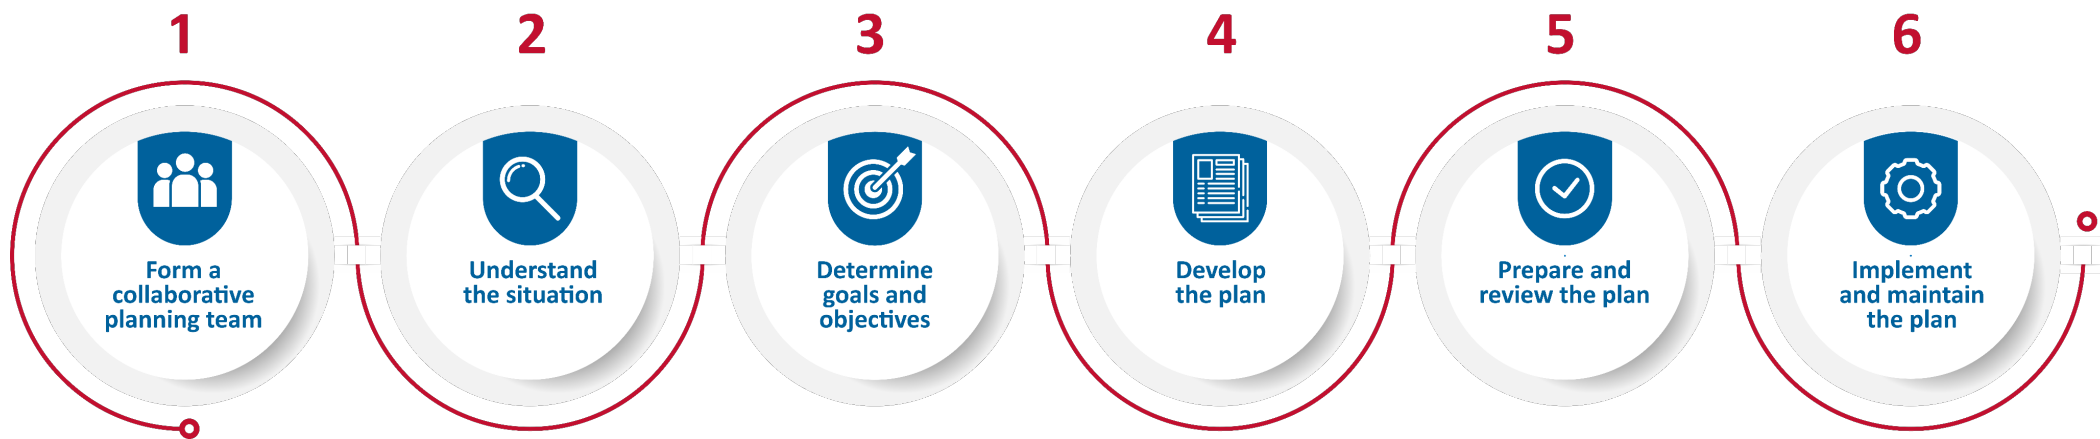 1
Form a
collaborative
planning team
2
Understand
the situation
3
Determine
goals and
objectives
4
Develop
the plan
5
Prepare and
review the plan
6
Implement
and maintain
the plan